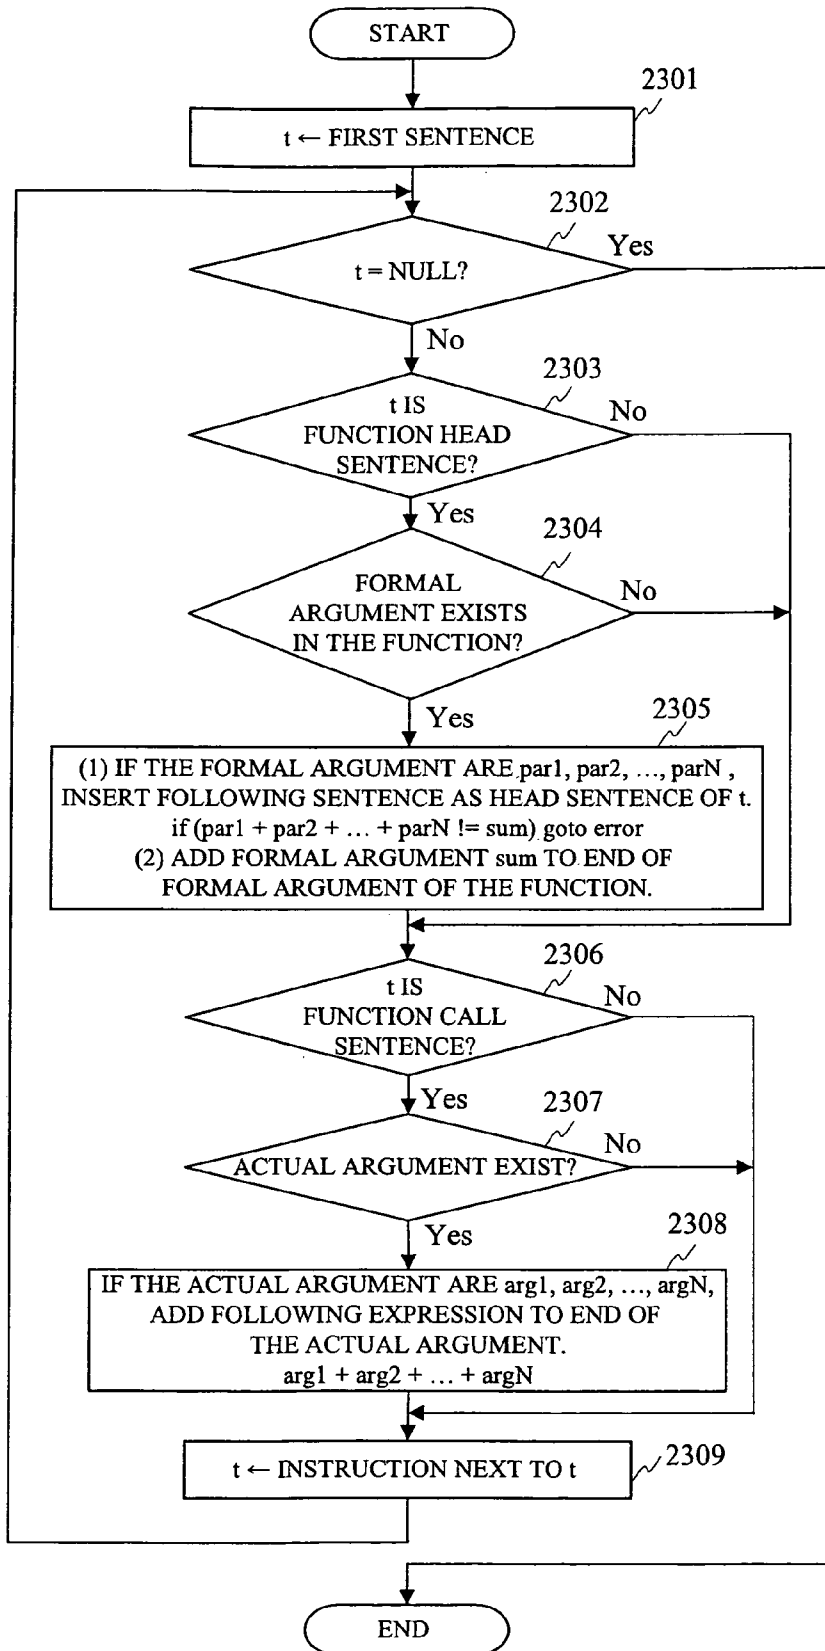 START
2301
t ← FIRST SENTENCE
2302
Yes
t = NULL?
No
2303
t IS
No
FUNCTION HEAD
SENTENCE?
Yes
2304
FORMAL
No
ARGUMENT EXISTS
IN THE FUNCTION?
Yes
2305
(1) IF THE FORMAL ARGUMENT ARE par1, par2, ..., parN ,
INSERT FOLLOWING SENTENCE AS HEAD SENTENCE OF t.
if (par1 + par2 + ... + parN != sum) goto error
(2) ADD FORMAL ARGUMENT sum TO END OF
FORMAL ARGUMENT OF THE FUNCTION.
2306
t IS
No
FUNCTION CALL
SENTENCE?
Yes
2307
No
ACTUAL ARGUMENT EXIST?
Yes
2308
IF THE ACTUAL ARGUMENT ARE arg1, arg2, ..., argN,
ADD FOLLOWING EXPRESSION TO END OF
THE ACTUAL ARGUMENT.
arg1 + arg2 + ... + argN
t ← INSTRUCTION NEXT TO t
2309
END